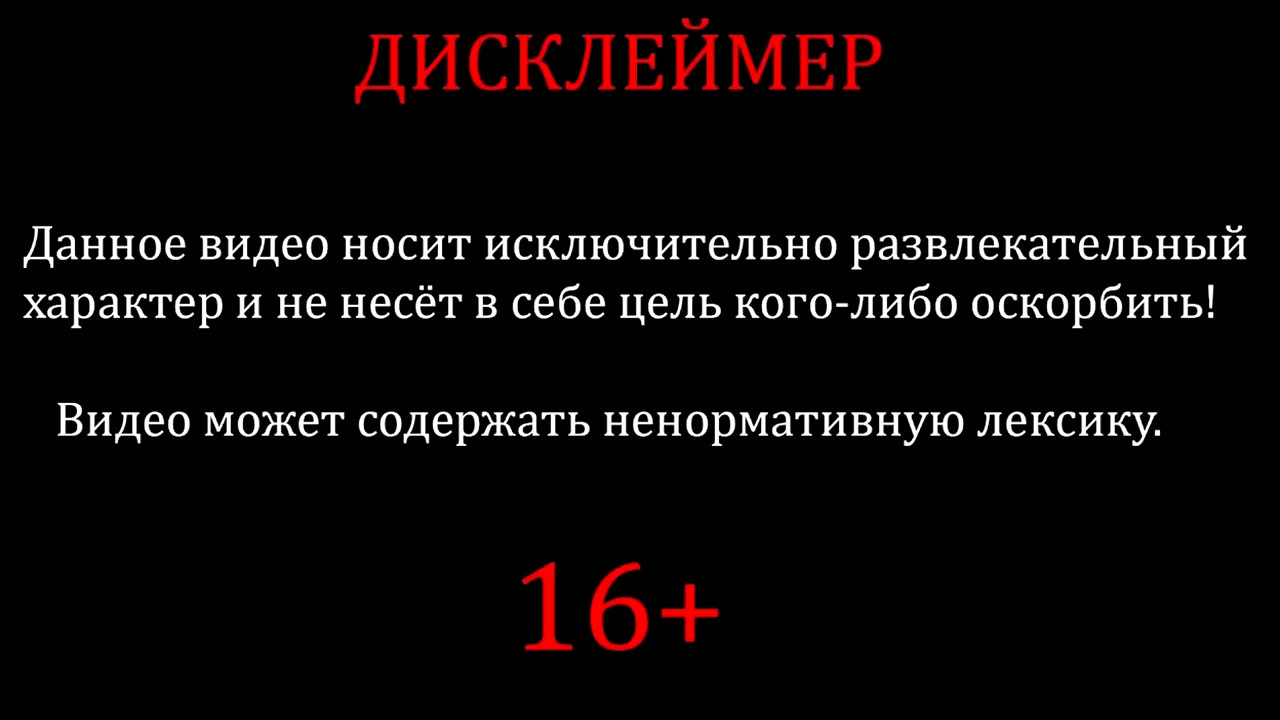 ДИСКЛЕЙМЕР
Данное видео носит исключительно развлекательный
характер и не несёт в себе цель кого-либо оскорбить!
Видео может содержать ненормативную лексику.
16+